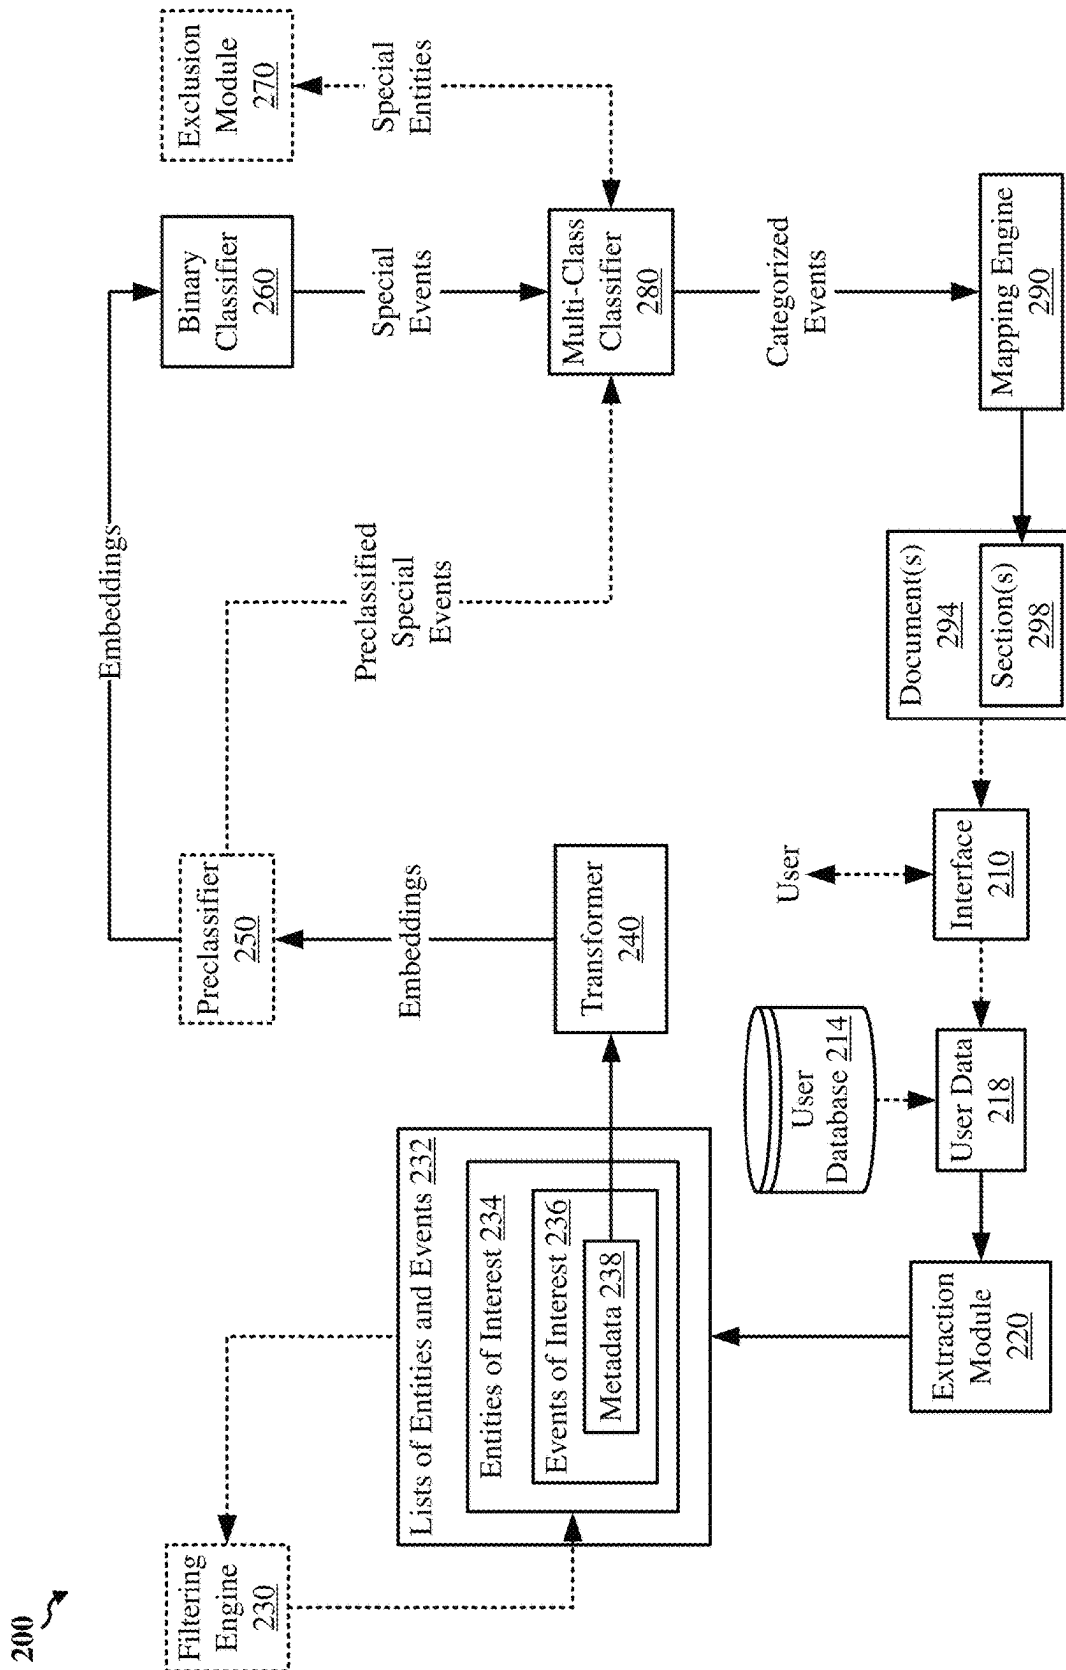 200
Filtering
Engine
230
Lists of Entities and Events 232
Entities of Interest 234
Events of Interest 236
Metadata 238
Extraction
Module
220
User
Database 214
User Data
218
Interface
210
User
Transformer
240
Embeddings
Preclassifier
250
Embeddings
Preclassified
Special
Events
Binary
Classifier
260
Special
Events
Exclusion
Module
270
Special
Entities
Multi-Class
Classifier
280
Categorized
Events
Mapping Engine
290
Document(s)
294
Section(s)
298